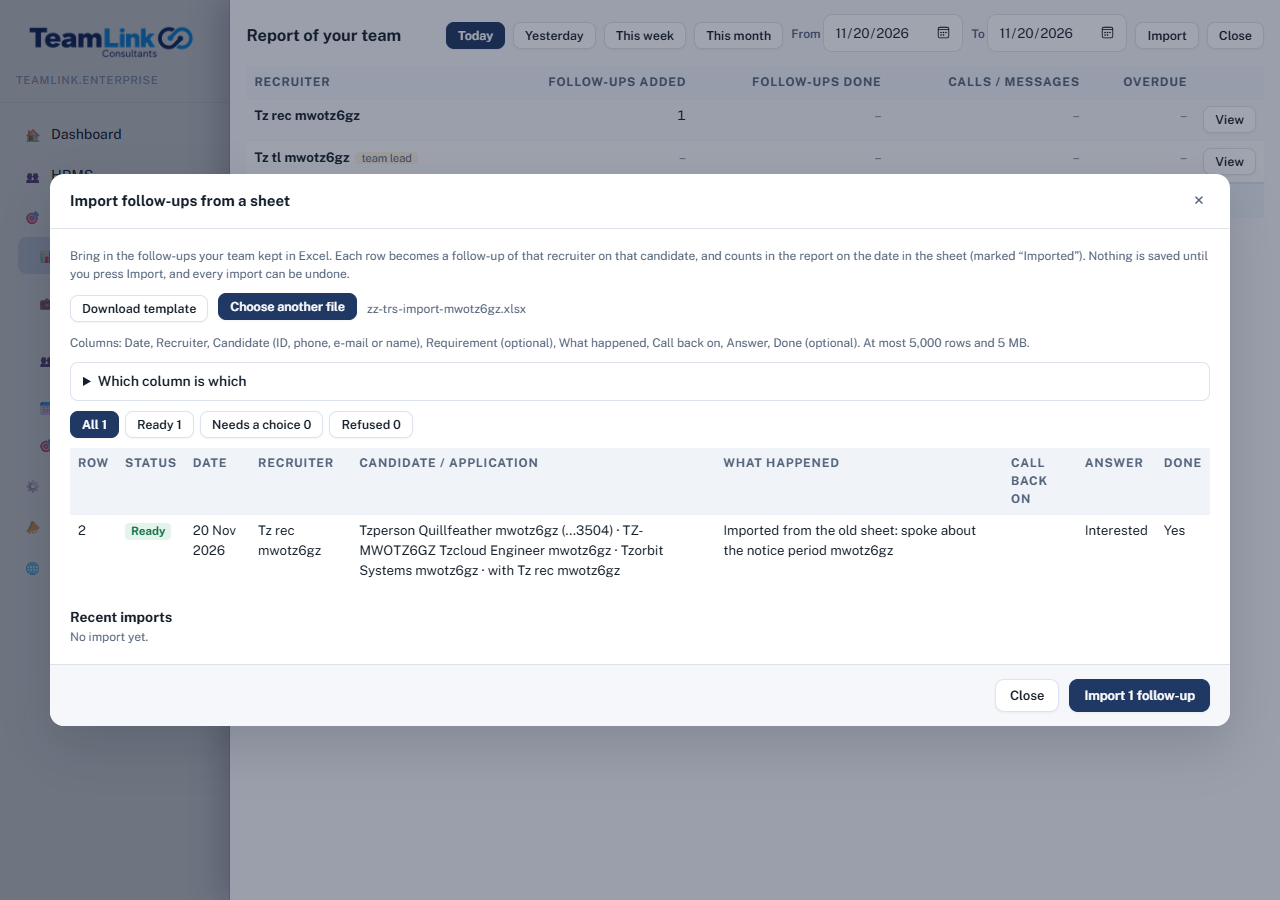 TeamLink
Consultants
TEAMLINK.ENTERPRISE
Dashboard
HRMS
Report of your team
Today
Yesterday
This week
This month
From 11/20/2026
To 11/20/2026
Import
Close
RECRUITER FOLLOW-UPS ADDED FOLLOW-UPS DONE CALLS / MESSAGES OVERDUE
Tz rec mwotz6gz 1 – – – View
Tz tl mwotz6gz team lead – – – – View
Import follow-ups from a sheet ×
Bring in the follow-ups your team kept in Excel. Each row becomes a follow-up of that recruiter on that candidate, and counts in the report on the date in the sheet (marked “Imported”). Nothing is saved until
you press Import, and every import can be undone.
Download template Choose another file zz-trs-import-mwotz6gz.xlsx
Columns: Date, Recruiter, Candidate (ID, phone, e-mail or name), Requirement (optional), What happened, Call back on, Answer, Done (optional). At most 5,000 rows and 5 MB.
▶ Which column is which
All 1 Ready 1 Needs a choice 0 Refused 0
ROW STATUS DATE RECRUITER CANDIDATE / APPLICATION WHAT HAPPENED CALL BACK ON ANSWER DONE
2 Ready 20 Nov 2026 Tz rec mwotz6gz Tzperson Quillfeather mwotz6gz (…3504) · TZ-MWOTZ6GZ Tzcloud Engineer mwotz6gz · Tzorbit Systems mwotz6gz · with Tz rec mwotz6gz Imported from the old sheet: spoke about the notice period mwotz6gz Interested Yes
Recent imports
No import yet.
Close Import 1 follow-up